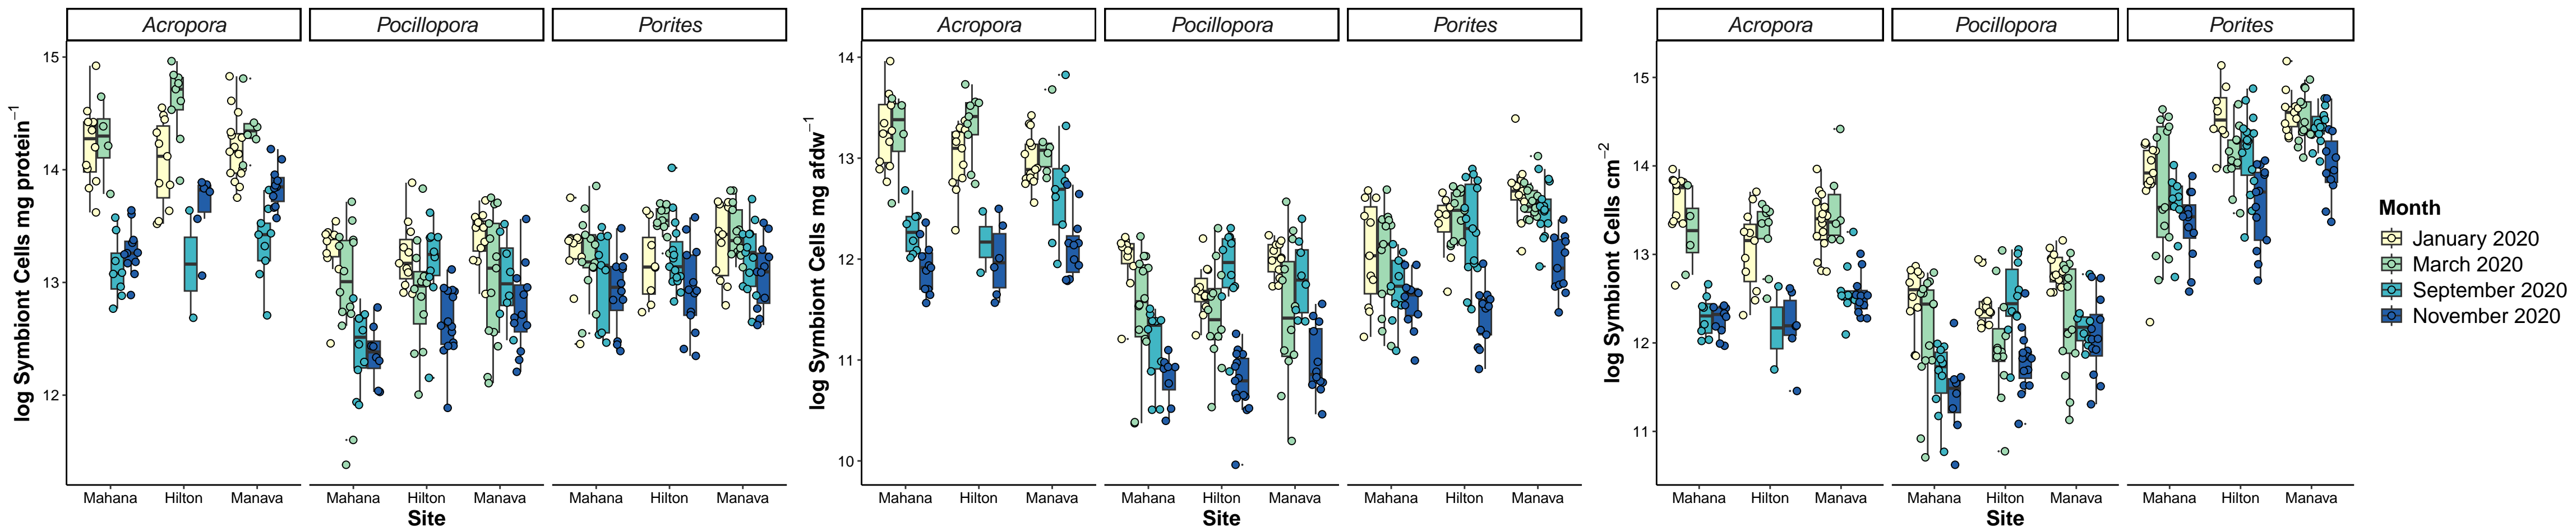 Acropora Pocillopora Porites
log Symbiont Cells mg protein⁻¹
15
14
13
12
Mahana Hilton Manava Mahana Hilton Manava Mahana Hilton Manava
Site
Acropora Pocillopora Porites
log Symbiont Cells mg afdw⁻¹
14
13
12
11
10
Mahana Hilton Manava Mahana Hilton Manava Mahana Hilton Manava
Site
Acropora Pocillopora Porites
log Symbiont Cells cm⁻²
15
14
13
12
11
Mahana Hilton Manava Mahana Hilton Manava Mahana Hilton Manava
Site
Month
January 2020
March 2020
September 2020
November 2020